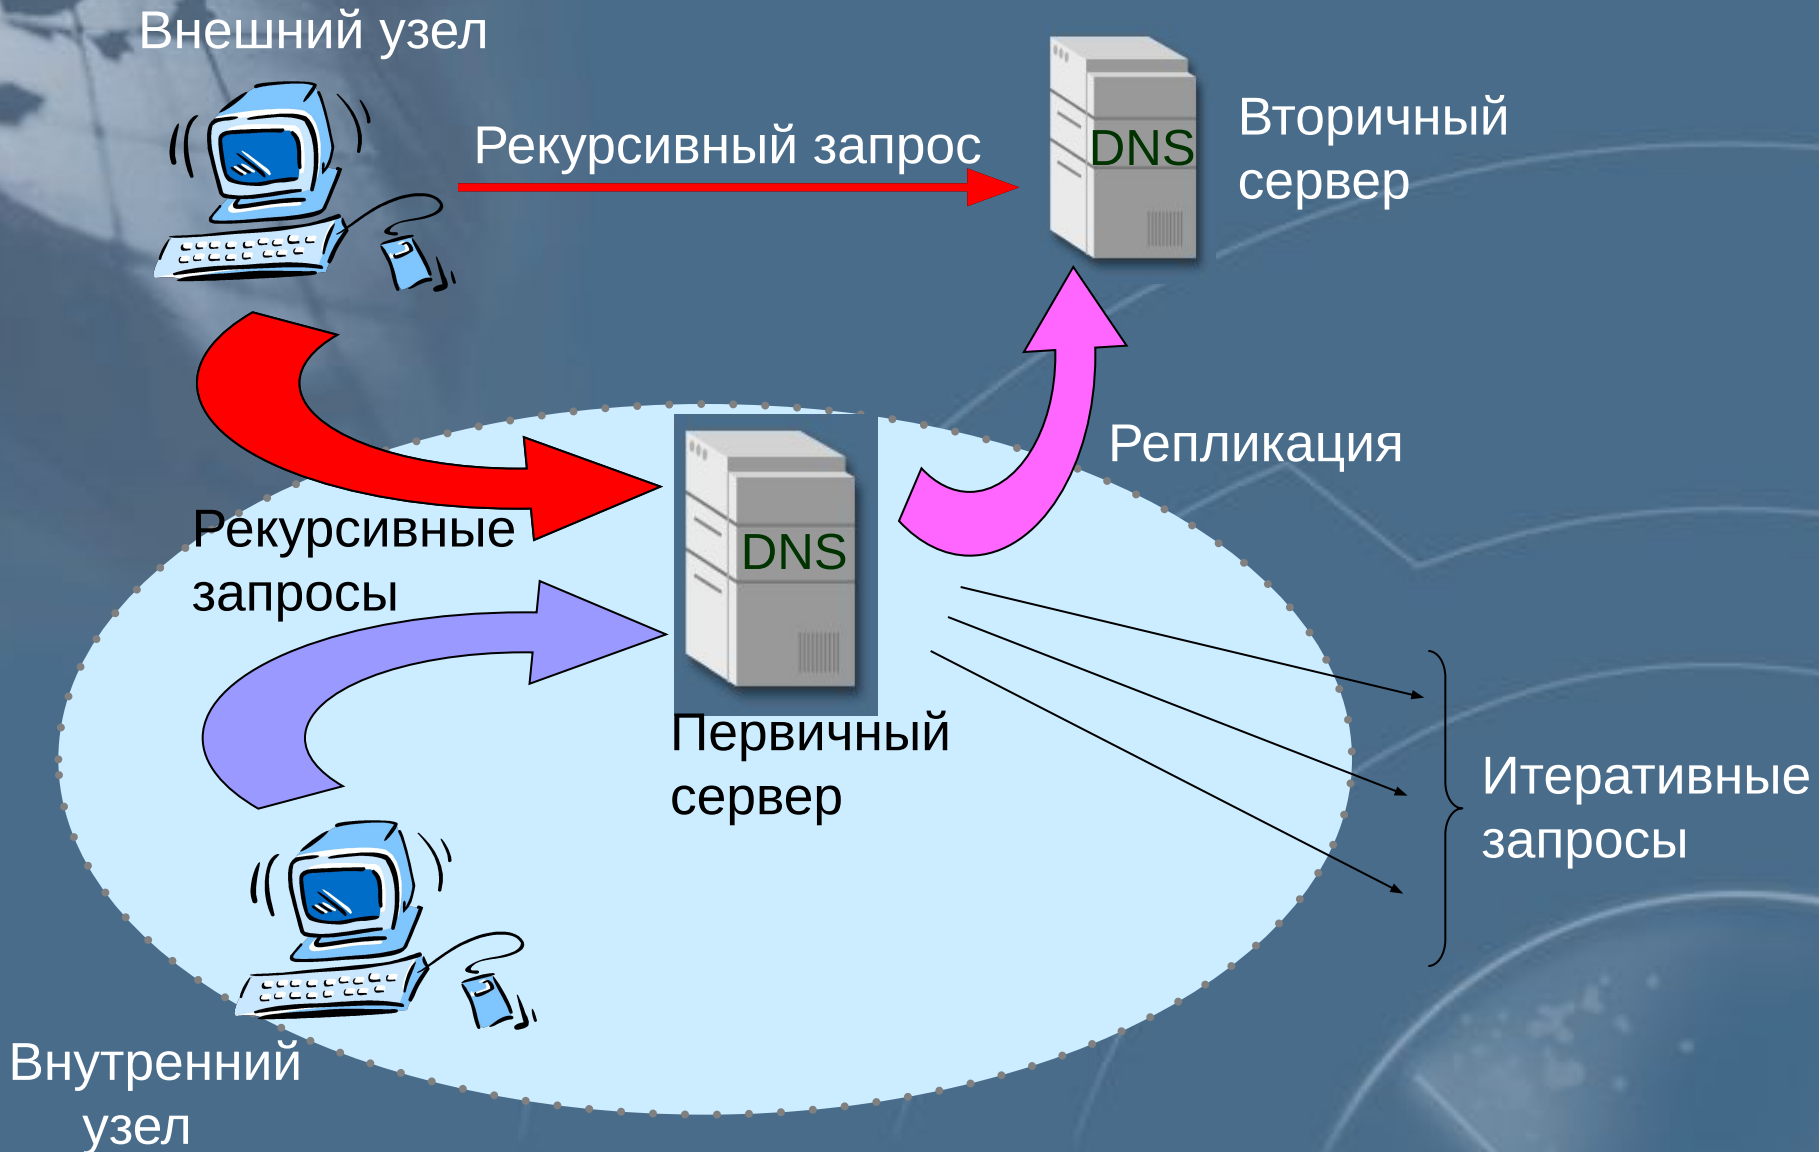 Внешний узел
Рекурсивный запрос
DNS
Вторичный
сервер
Репликация
Рекурсивные
запросы
DNS
Первичный
сервер
Итеративные
запросы
Внутренний
узел